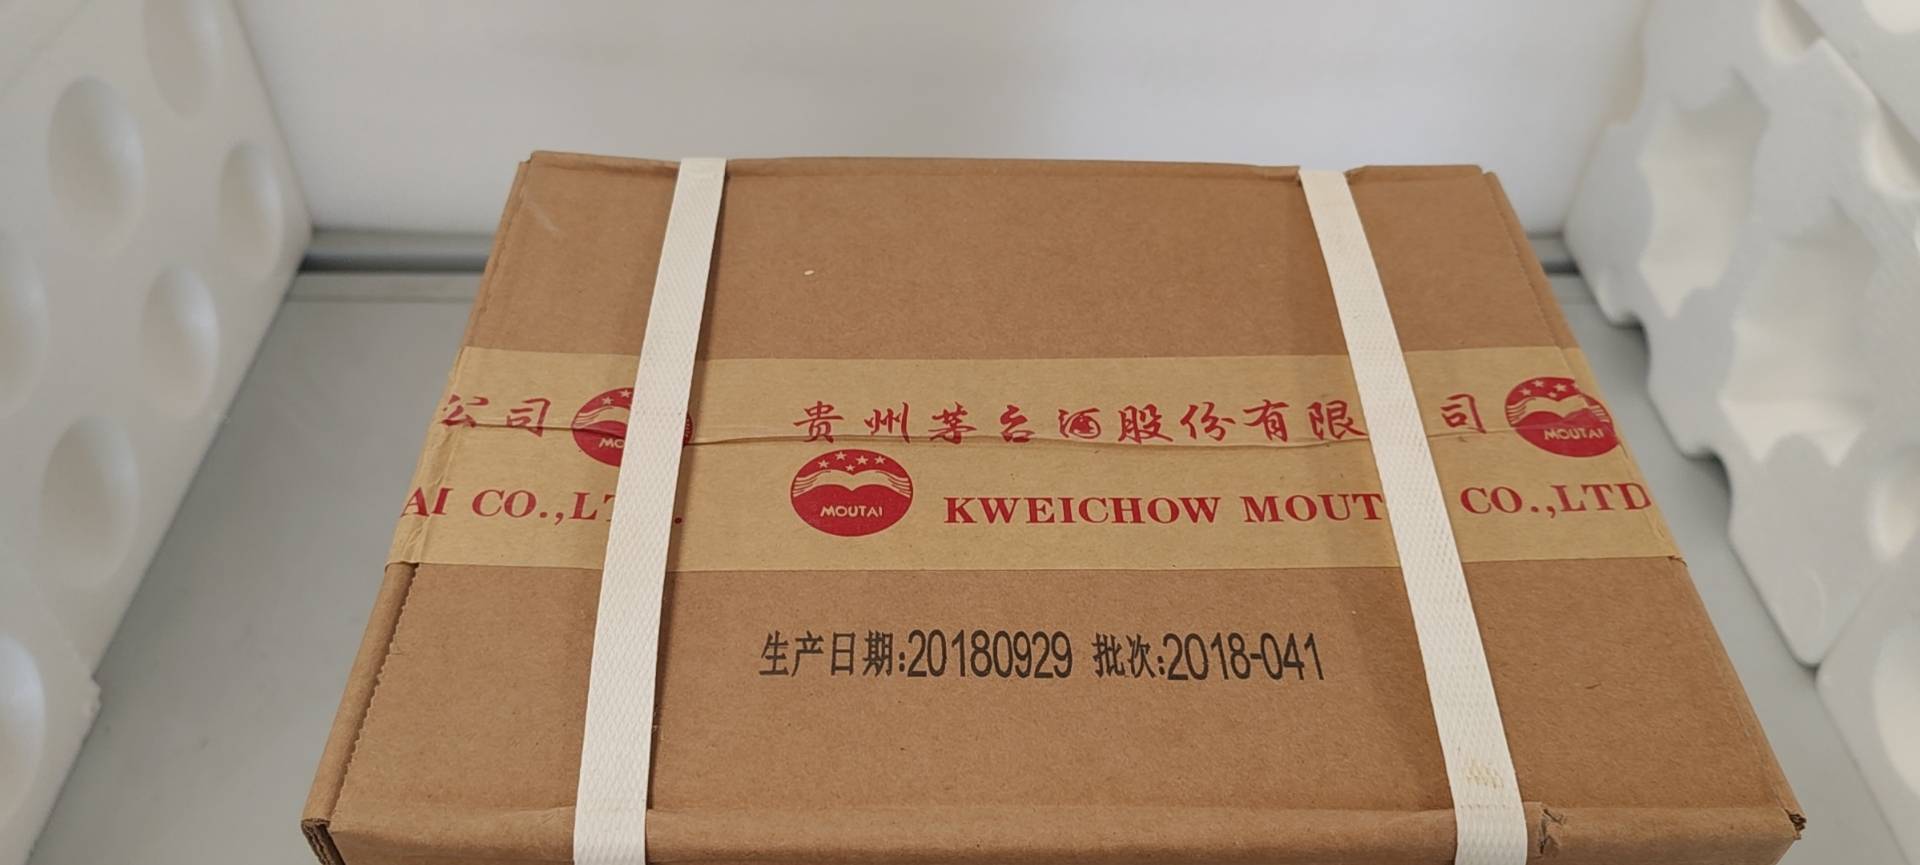 公司 贵州茅台酒股份有限 司
MOUTAI
MOUTAI
AI CO.,LT . KWEICHOW MOUT CO.,LTD
生产日期:20180929 批次:2018-041